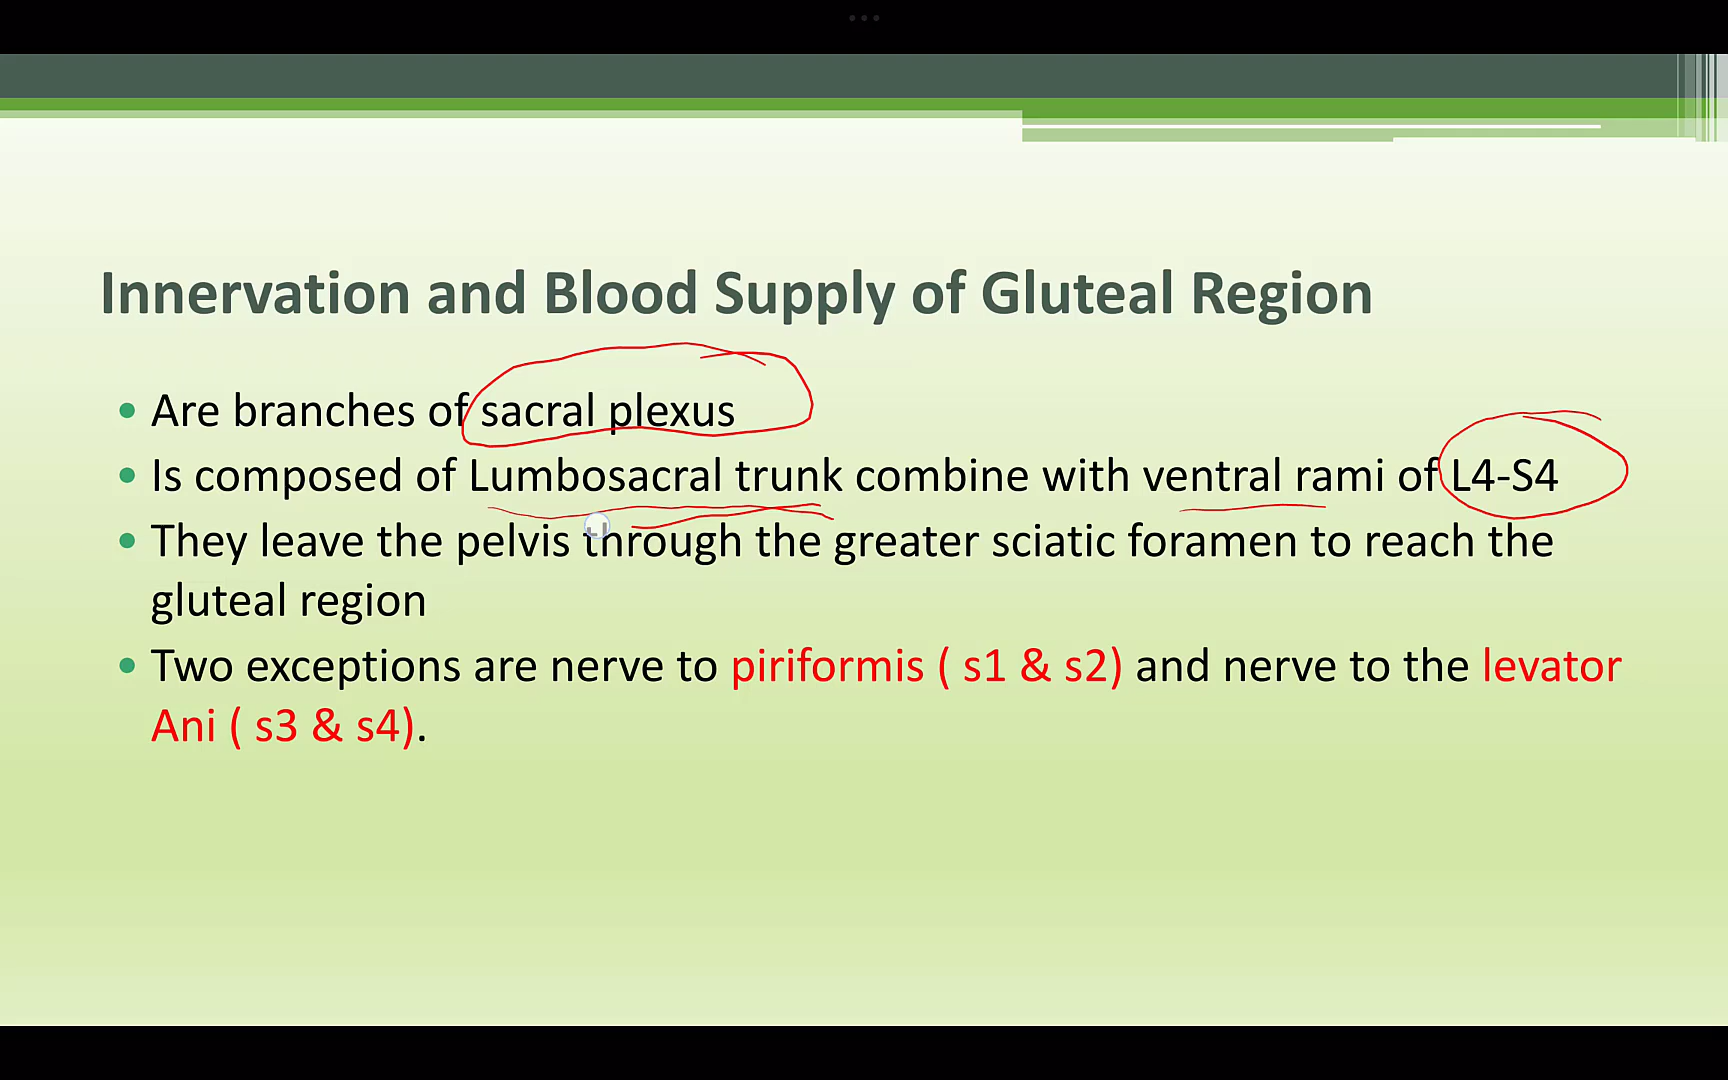 Innervation and Blood Supply of Gluteal Region
• Are branches of sacral plexus
• Is composed of Lumbosacral trunk combine with ventral rami of L4-S4
• They leave the pelvis through the greater sciatic foramen to reach the
gluteal region
• Two exceptions are nerve to piriformis ( s1 & s2) and nerve to the levator
Ani ( s3 & s4).